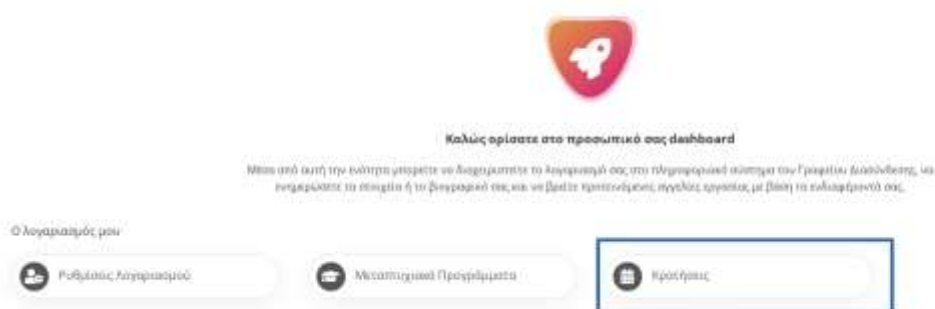 Καλώς ορίσατε στο προσωπικό σας dashboard
Μέσα από αυτή την ενότητα μπορείτε να διαχειριστείτε το λογαριασμό σας στο πληροφοριακό σύστημα του Γραφείου Διασύνδεσης, να
ενημερώσετε τα στοιχεία ή το βιογραφικό σας και να βρείτε προτεινόμενες αγγελίες εργασίας με βάση τα ενδιαφέροντά σας.
Ο λογαριασμός μου
Ρυθμίσεις Λογαριασμού
Μεταπτυχιακά Προγράμματα
Κρατήσεις